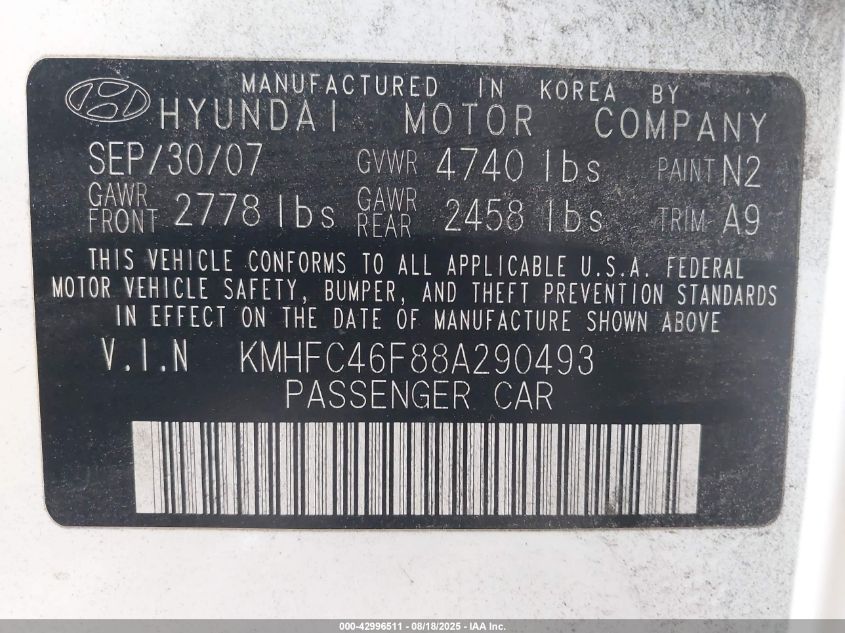 MANUFACTURED IN KOREA BY
HYUNDAI MOTOR COMPANY
SEP/30/07 GVWR 4740 lbs PAINT N2
GAWR FRONT 2778 lbs GAWR REAR 2458 lbs TRIM A9
THIS VEHICLE CONFORMS TO ALL APPLICABLE U.S.A. FEDERAL
MOTOR VEHICLE SAFETY, BUMPER, AND THEFT PREVENTION STANDARDS
IN EFFECT ON THE DATE OF MANUFACTURE SHOWN ABOVE
V.I.N KMHFC46F88A290493
PASSENGER CAR
000-42996511 - 08/18/2025 - IAA Inc.